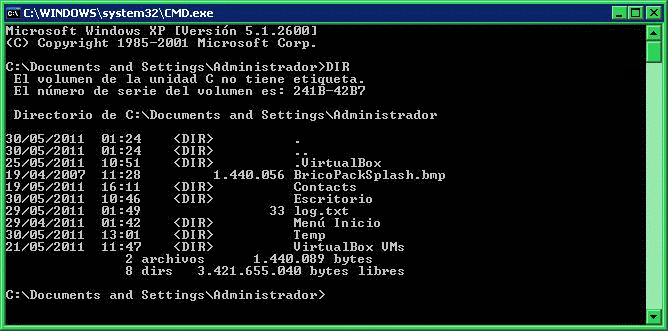 C:\WINDOWS\system32\CMD.exe
Microsoft Windows XP [Versión 5.1.2600]
(C) Copyright 1985-2001 Microsoft Corp.
C:\Documents and Settings\Administrador>DIR
El volumen de la unidad C no tiene etiqueta.
El número de serie del volumen es: 241B-42B7
Directorio de C:\Documents and Settings\Administrador
30/05/2011  01:24    <DIR>          .
30/05/2011  01:24    <DIR>          ..
25/05/2011  10:51    <DIR>          .VirtualBox
19/04/2007  11:28         1.440.056 BricoPackSplash.bmp
19/05/2011  16:11    <DIR>          Contacts
30/05/2011  10:46    <DIR>          Escritorio
29/05/2011  01:49                33 log.txt
29/04/2011  01:42    <DIR>          Menú Inicio
30/05/2011  13:01    <DIR>          Temp
21/05/2011  11:47    <DIR>          VirtualBox VMs
2 archivos      1.440.089 bytes
8 dirs   3.421.655.040 bytes libres
C:\Documents and Settings\Administrador>